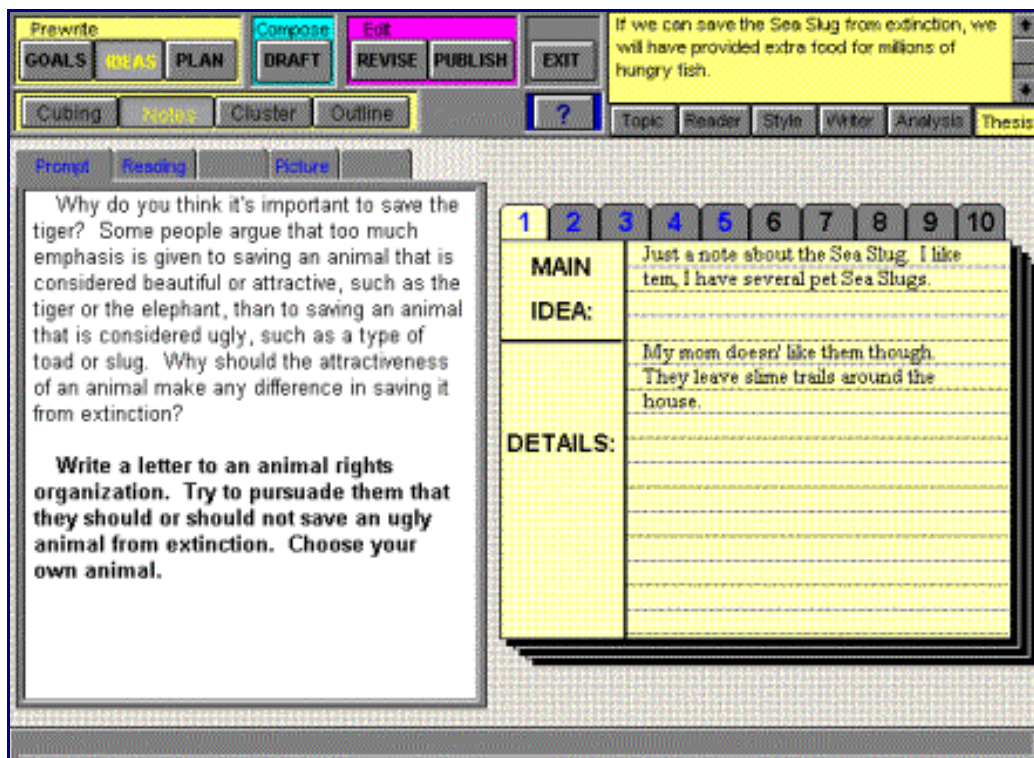 Prewrite
Compose
Edit
GOALS IDEAS PLAN
DRAFT
REVISE PUBLISH
EXIT
If we can save the Sea Slug from extinction, we
will have provided extra food for millions of
hungry fish.
Cubing Notes Cluster Outline
?
Topic Reader Style Writer Analysis Thesis
Prompt Reading Picture
Why do you think it's important to save the
tiger? Some people argue that too much
emphasis is given to saving an animal that is
considered beautiful or attractive, such as the
tiger or the elephant, than to saving an animal
that is considered ugly, such as a type of
toad or slug. Why should the attractiveness
of an animal make any difference in saving it
from extinction?
Write a letter to an animal rights
organization. Try to pursuade them that
they should or should not save an ugly
animal from extinction. Choose your
own animal.
1 2 3 4 5 6 7 8 9 10
MAIN
IDEA:
Just a note about the Sea Slug. I like
tem, I have several pet Sea Slugs.
DETAILS:
My mom doesn' like them though.
They leave slime trails around the
house.